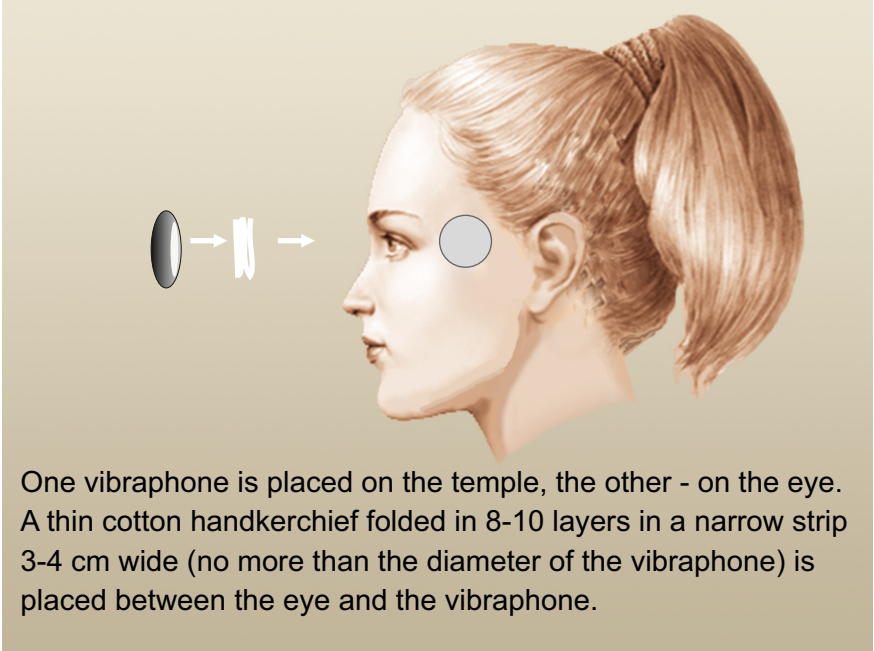 One vibraphone is placed on the temple, the other - on the eye.
A thin cotton handkerchief folded in 8-10 layers in a narrow strip
3-4 cm wide (no more than the diameter of the vibraphone) is
placed between the eye and the vibraphone.